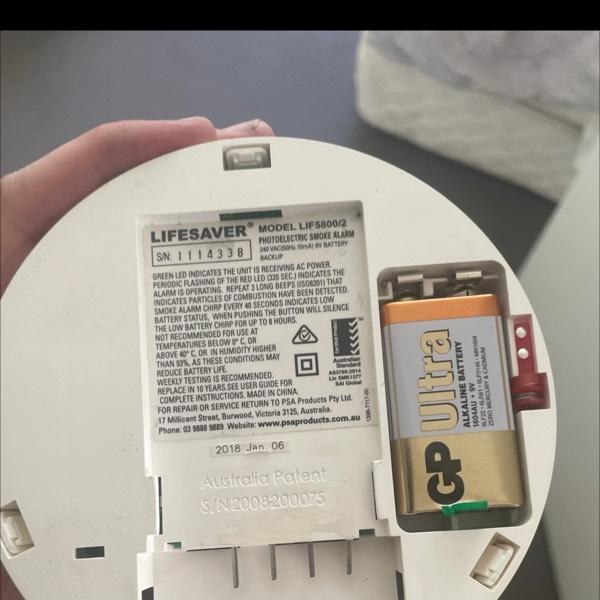 LIFESAVER® MODEL LIF5800/2
PHOTOELECTRIC SMOKE ALARM
S/N: 1114338
240 VAC(50Hz, 10mA) 9V BATTERY
BACKUP
GREEN LED INDICATES THE UNIT IS RECEIVING AC POWER.
PERIODIC FLASHING OF THE RED LED (320 SEC.) INDICATES THE
ALARM IS OPERATING. REPEAT 3 LONG BEEPS (ISO8201) INDICATES THE
INDICATES PARTICLES OF COMBUSTION HAVE BEEN DETECTED.
SMOKE ALARM CHIRP EVERY 40 SECONDS INDICATES LOW
BATTERY STATUS, WHEN PUSHING THE BUTTON WILL SILENCE
THE LOW BATTERY CHIRP FOR UP TO 8 HOURS.
NOT RECOMMENDED FOR USE AT
TEMPERATURES BELOW 0° C, OR
ABOVE 40° C, OR IN HUMIDITY HIGHER
THAN 93%, AS THESE CONDITIONS MAY
REDUCE BATTERY LIFE.
WEEKLY TESTING IS RECOMMENDED.
REPLACE IN 10 YEARS.SEE USER GUIDE FOR
COMPLETE INSTRUCTIONS. MADE IN CHINA.
FOR REPAIR OR SERVICE RETURN TO PSA Products Pty Ltd.
17 Millicent Street, Burwood, Victoria 3125, Australia.
Phone: 03 9888 9889 Website: www.psaproducts.com.au
Australian
Standard
AS3786:2014
Lic SMK1377
SAI Global
2018 Jan. 06
Australia Patent
S/N2008200075
GP Ultra
ALKALINE BATTERY
1604AU • 9V
ZERO MERCURY & CADMIUM